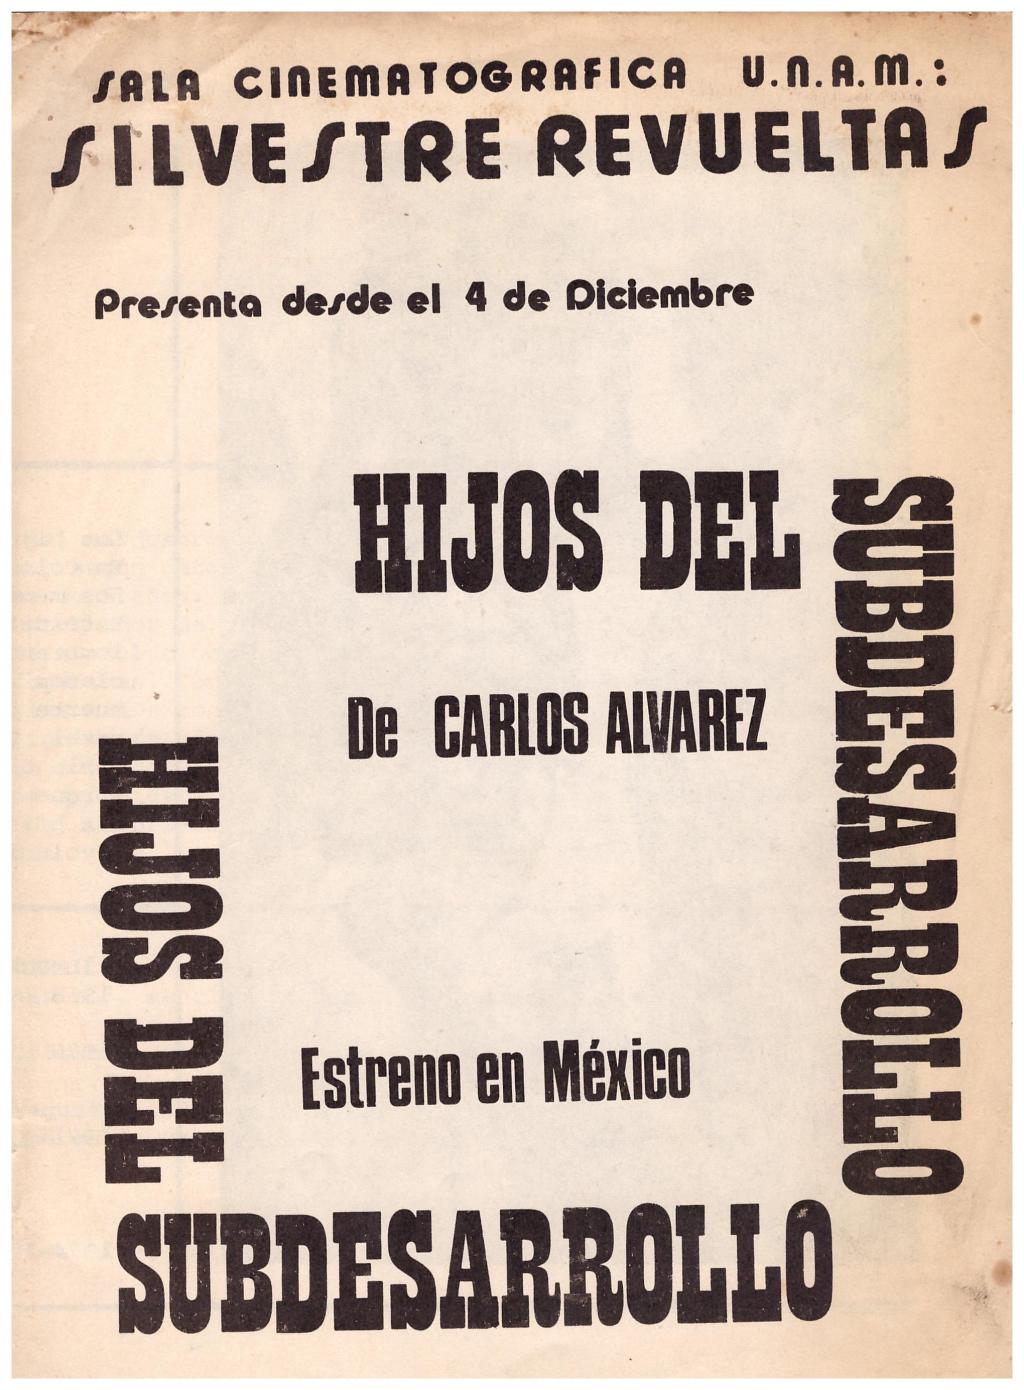 SALA CINEMATOGRAFICA U.N.A.M.:
SILVESTRE REVUELTAS
Presenta desde el 4 de Diciembre
HIJOS DEL
SUBDESARROLLO
De CARLOS ALVAREZ
HIJOS DEL
Estreno en México
SUBDESARROLLO